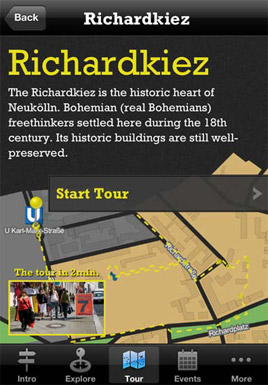 Back
Richardkiez
Richardkiez
The Richardkiez is the historic heart of
Neukölln. Bohemian (real Bohemians)
freethinkers settled here during the 18th
century. Its historic buildings are still well-
preserved.
Start Tour
U
U Karl-Marx-Straße
Richardstraße
The tour in 2min.
7
Richardplatz
Intro
Explore
Tour
Events
More